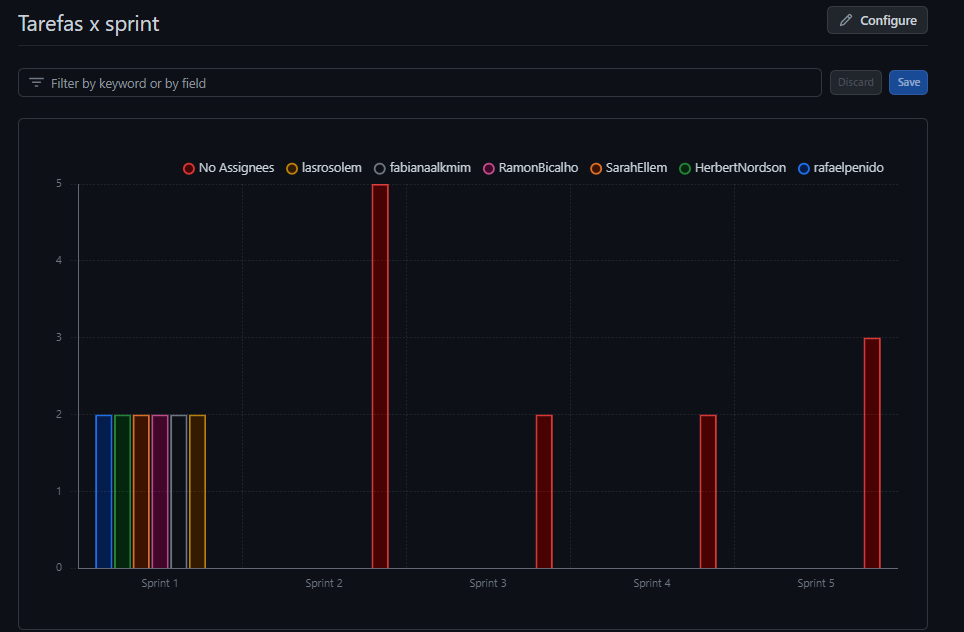 Tarefas x sprint
Configure
Filter by keyword or by field
Discard
Save
No Assignees lasrosolem fabianaalkmim RamonBicalho SarahEllem HerbertNordson rafaelpenido
5
4
3
2
1
0
Sprint 1 Sprint 2 Sprint 3 Sprint 4 Sprint 5